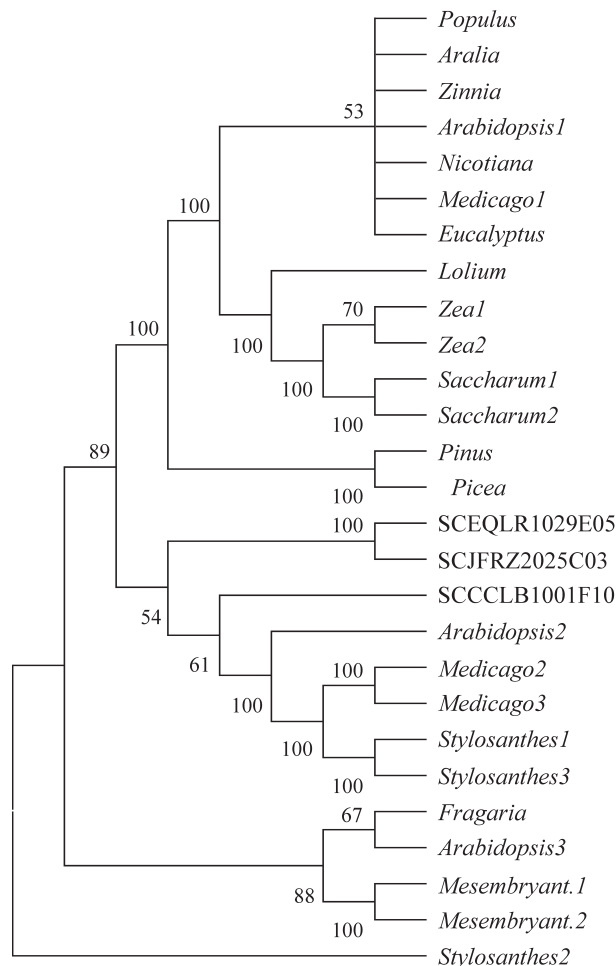 Populus
Aralia
Zinnia
53
Arabidopsis1
Nicotiana
Medicago1
100
Eucalyptus
Lolium
Zea1
70
100
Zea2
100
Saccharum1
100
Saccharum2
100
Pinus
89
Picea
100
SCEQLR1029E05
100
SCJFRZ2025C03
SCCCLB1001F10
54
Arabidopsis2
61
Medicago2
100
Medicago3
100
Stylosanthes1
100
Stylosanthes3
100
Fragaria
67
Arabidopsis3
Mesembryant.1
88
Mesembryant.2
100
Stylosanthes2